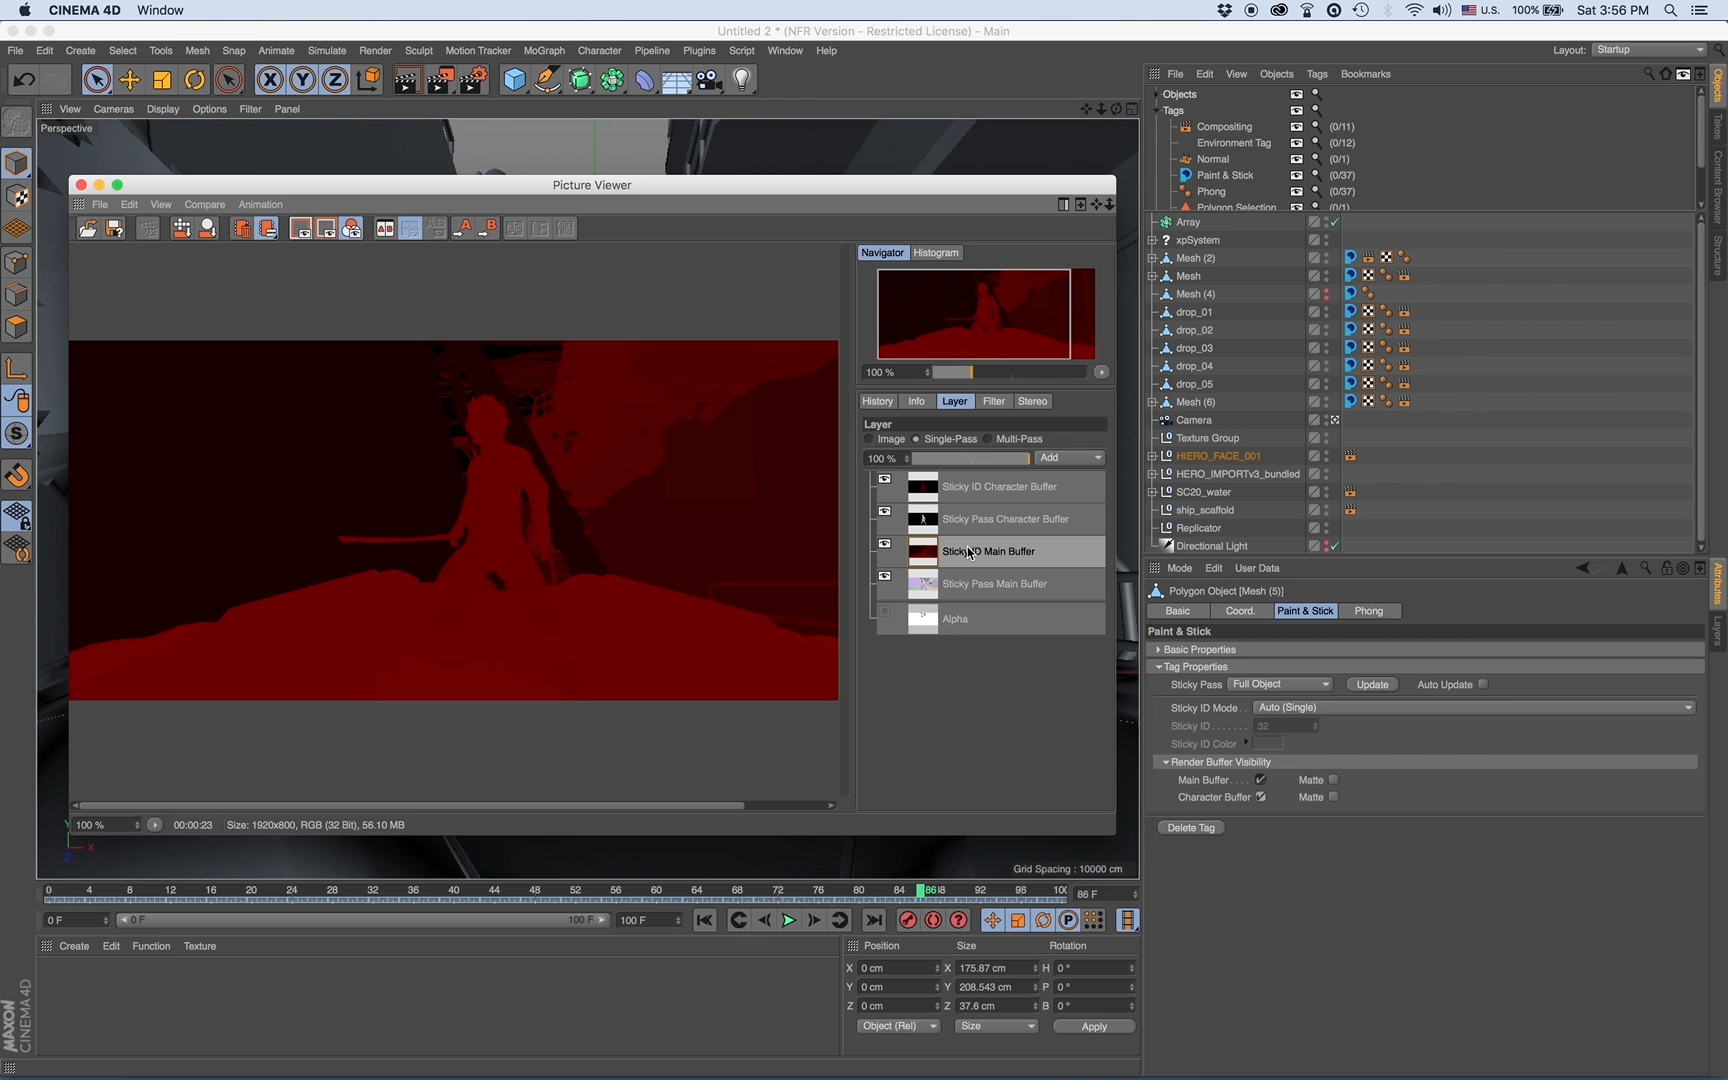 CINEMA 4D Window U.S. 100% Sat 3:56 PM
Untitled 2 * (NFR Version - Restricted License) - Main
File Edit Create Select Tools Mesh Snap Animate Simulate Render Sculpt Motion Tracker MoGraph Character Pipeline Plugins Script Window Help Layout: Startup
View Cameras Display Options Filter Panel
Perspective
Picture Viewer
File Edit View Compare Animation
Navigator Histogram
100 %
History Info Layer Filter Stereo
Layer
Image Single-Pass Multi-Pass
100 % Add
Sticky ID Character Buffer
Sticky Pass Character Buffer
Sticky ID Main Buffer
Sticky Pass Main Buffer
Alpha
100 % 00:00:23 Size: 1920x800, RGB (32 Bit), 56.10 MB
Y X Z
Grid Spacing : 10000 cm
0 4 8 12 16 20 24 28 32 36 40 44 48 52 56 60 64 68 72 76 80 84 86 88 92 96 100 86 F
0 F 0 F 100 F 100 F
Create Edit Function Texture
Position Size Rotation
X 0 cm X 175.87 cm H 0 °
Y 0 cm Y 208.543 cm P 0 °
Z 0 cm Z 37.6 cm B 0 °
Object (Rel) Size Apply
MAXON
CINEMA 4D
File Edit View Objects Tags Bookmarks
Objects
Tags
Compositing (0/11)
Environment Tag (0/12)
Normal (0/1)
Paint & Stick (0/37)
Phong (0/37)
Polygon Selection (0/1)
Array
xpSystem
Mesh (2)
Mesh
Mesh (4)
drop_01
drop_02
drop_03
drop_04
drop_05
Mesh (6)
Camera
Texture Group
HIERO_FACE_001
HERO_IMPORTv3_bundled
SC20_water
ship_scaffold
Replicator
Directional Light
Mode Edit User Data
Polygon Object [Mesh (5)]
Basic Coord. Paint & Stick Phong
Paint & Stick
Basic Properties
Tag Properties
Sticky Pass Full Object Update Auto Update
Sticky ID Mode . . Auto (Single)
Sticky ID . . . . . . . 32
Sticky ID Color
Render Buffer Visibility
Main Buffer . . . . Matte
Character Buffer Matte
Delete Tag
Objects
Takes
Content Browser
Structure
Attributes
Layers